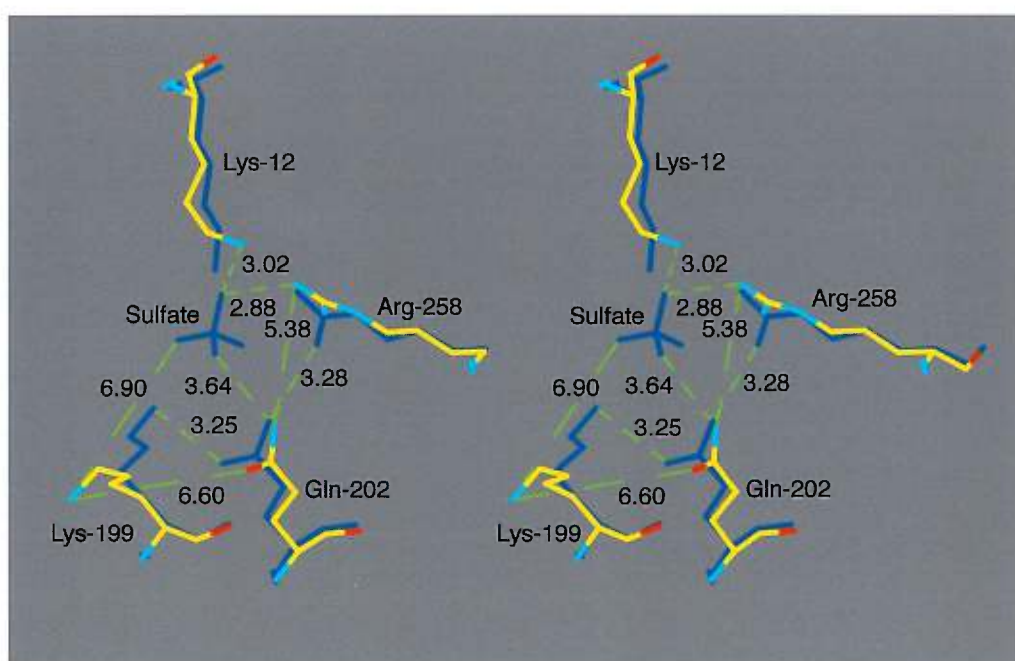 Lys-12
3.02
Sulfate
2.88
Arg-258
5.38
6.90
3.64
3.28
3.25
6.60
Gln-202
Lys-199
Lys-12
3.02
Sulfate
2.88
Arg-258
5.38
6.90
3.64
3.28
3.25
6.60
Gln-202
Lys-199